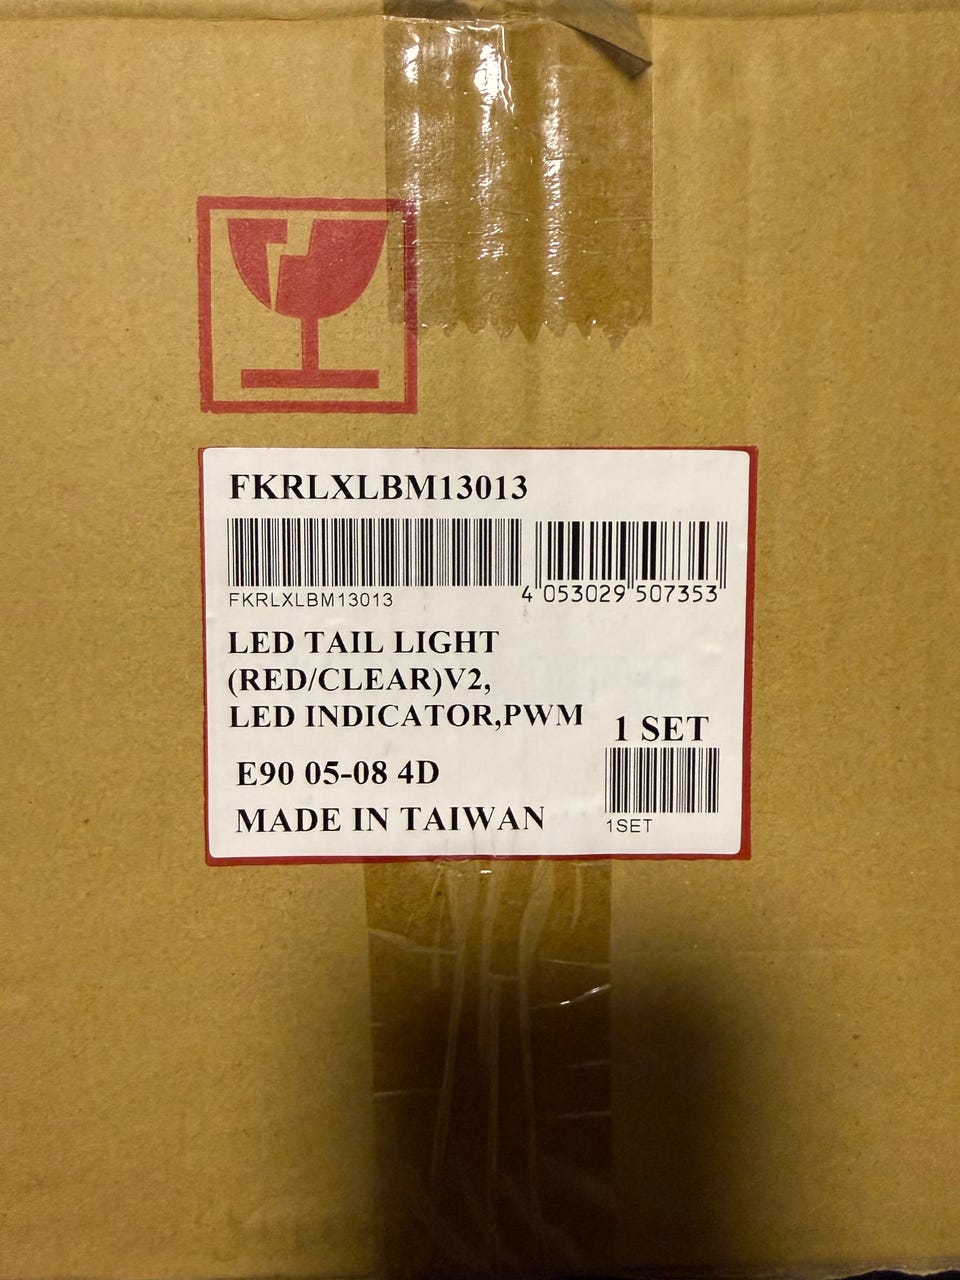 FKRLXLBM13013
FKRLXLBM13013
4 053029 507353
LED TAIL LIGHT
(RED/CLEAR)V2,
LED INDICATOR,PWM
1 SET
E90 05-08 4D
1SET
MADE IN TAIWAN